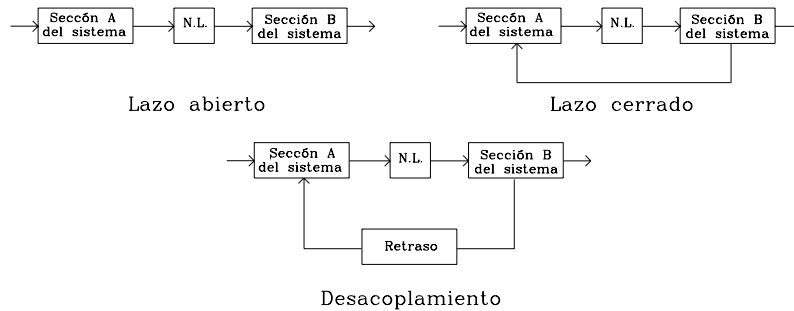 Seccón A
del sistema
N.L.
Sección B
del sistema
Seccón A
del sistema
N.L.
Sección B
del sistema
Lazo abierto
Lazo cerrado
Seccón A
del sistema
N.L.
Sección B
del sistema
Retraso
Desacoplamiento